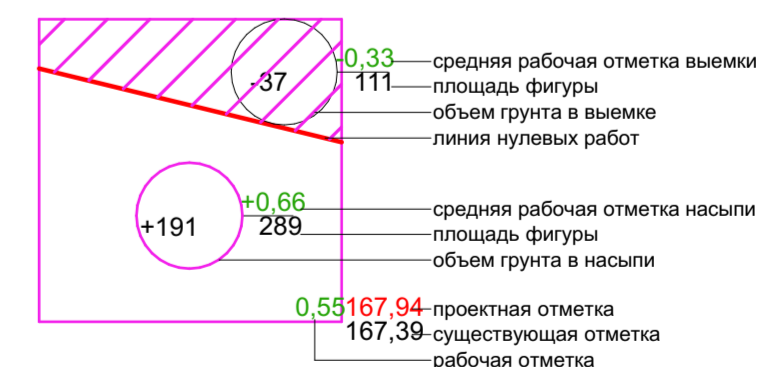 -0,33 средняя рабочая отметка выемки
-37 111 площадь фигуры
объем грунта в выемке
линия нулевых работ
+0,66 средняя рабочая отметка насыпи
+191 289 площадь фигуры
объем грунта в насыпи
0,55 167,94 проектная отметка
167,39 существующая отметка
рабочая отметка